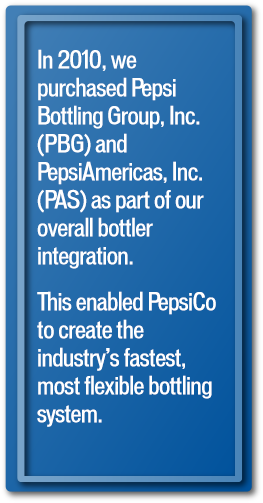 In 2010, we
purchased Pepsi
Bottling Group, Inc.
(PBG) and
PepsiAmericas, Inc.
(PAS) as part of our
overall bottler
integration.
This enabled PepsiCo
to create the
industry’s fastest,
most flexible bottling
system.